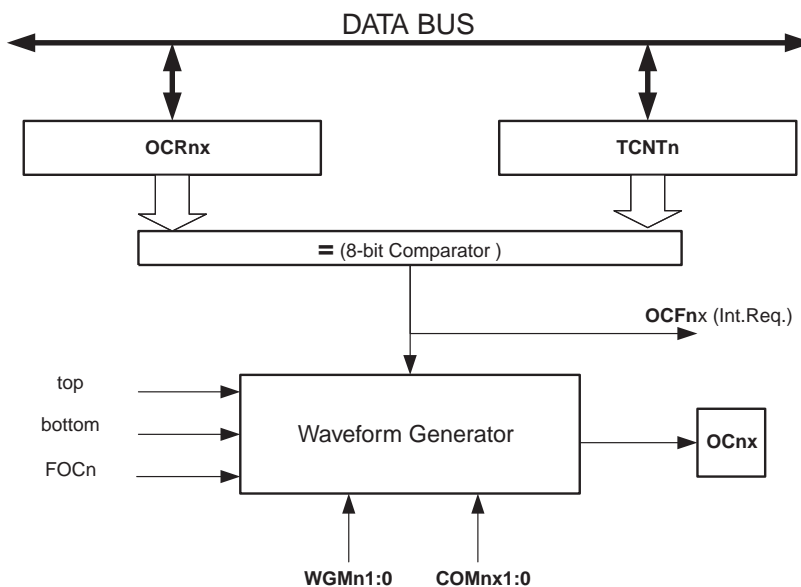 DATA BUS
OCRnx
TCNTn
= (8-bit Comparator )
OCFnx (Int.Req.)
top
bottom
FOCn
Waveform Generator
OCnx
WGMn1:0
COMnx1:0